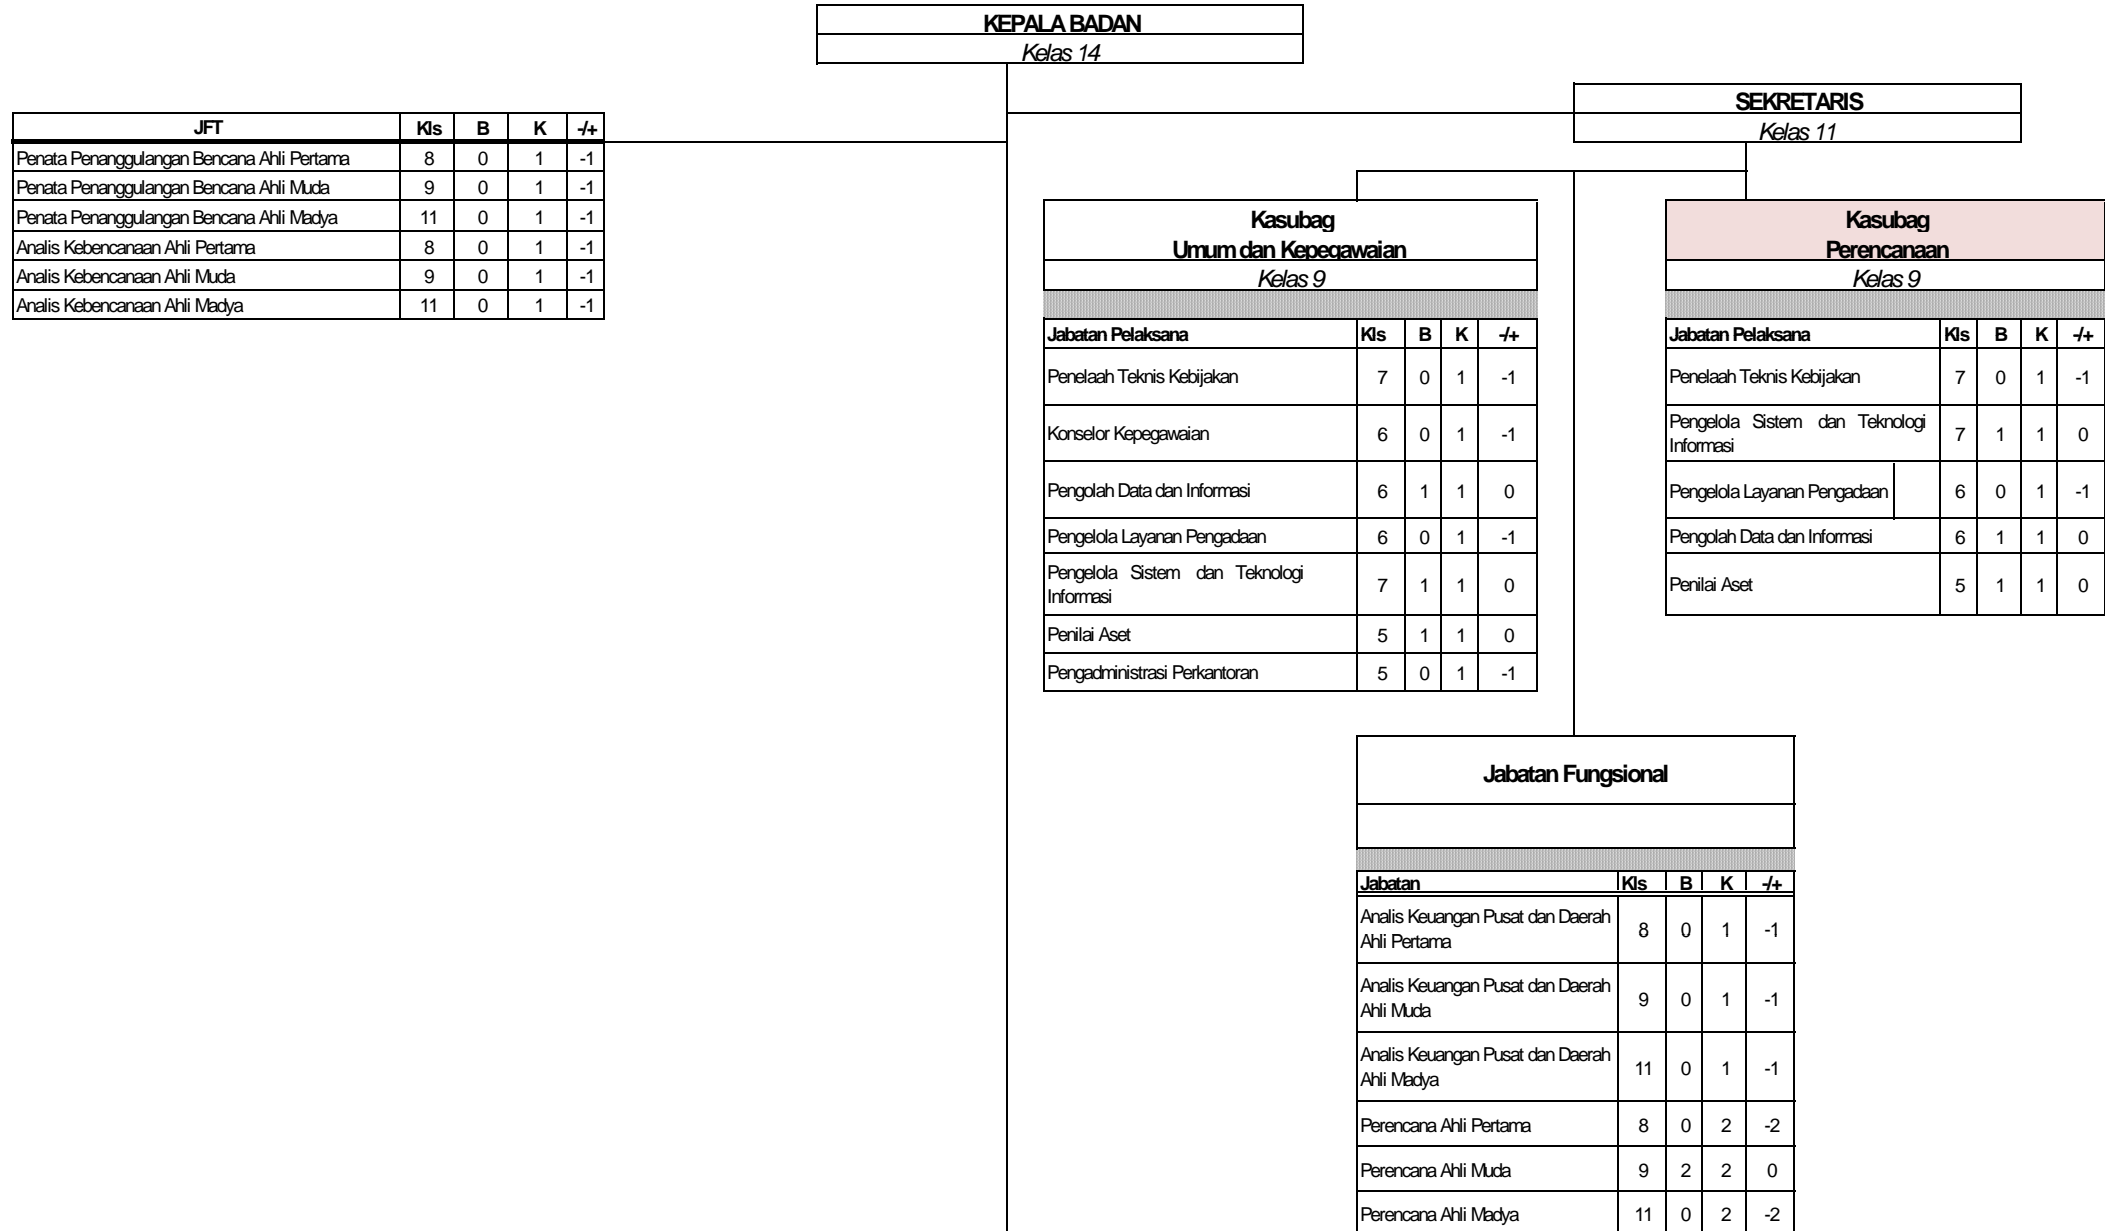 KEPALA BADAN
Kelas 14
SEKRETARIS
Kelas 11
JFT Kls B K -/+
Penata Penanggulangan Bencana Ahli Pertama 8 0 1 -1
Penata Penanggulangan Bencana Ahli Muda 9 0 1 -1
Penata Penanggulangan Bencana Ahli Madya 11 0 1 -1
Analis Kebencanaan Ahli Pertama 8 0 1 -1
Analis Kebencanaan Ahli Muda 9 0 1 -1
Analis Kebencanaan Ahli Madya 11 0 1 -1
Kasubag
Umum dan Kepegawaian
Kelas 9
Jabatan Pelaksana Kls B K -/+
Penelaah Teknis Kebijakan 7 0 1 -1
Konselor Kepegawaian 6 0 1 -1
Pengolah Data dan Informasi 6 1 1 0
Pengelola Layanan Pengadaan 6 0 1 -1
Pengelola Sistem dan Teknologi
Informasi 7 1 1 0
Penilai Aset 5 1 1 0
Pengadministrasi Perkantoran 5 0 1 -1
Kasubag
Perencanaan
Kelas 9
Jabatan Pelaksana Kls B K -/+
Penelaah Teknis Kebijakan 7 0 1 -1
Pengelola Sistem dan Teknologi
Informasi 7 1 1 0
Pengelola Layanan Pengadaan 6 0 1 -1
Pengolah Data dan Informasi 6 1 1 0
Penilai Aset 5 1 1 0
Jabatan Fungsional
Jabatan Kls B K -/+
Analis Keuangan Pusat dan Daerah
Ahli Pertama 8 0 1 -1
Analis Keuangan Pusat dan Daerah
Ahli Muda 9 0 1 -1
Analis Keuangan Pusat dan Daerah
Ahli Madya 11 0 1 -1
Perencana Ahli Pertama 8 0 2 -2
Perencana Ahli Muda 9 2 2 0
Perencana Ahli Madya 11 0 2 -2